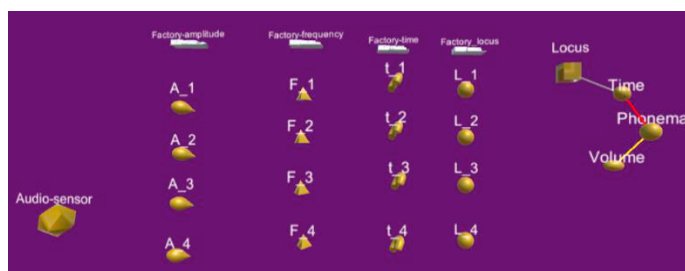 Factory-amplitude
Factory-frequency
Factory-time
Factory_locus
Locus
A_1
F_1
t_1
L_1
Time
A_2
F_2
t_2
L_2
Phonema
A_3
F_3
t_3
L_3
Volume
Audio-sensor
A_4
F_4
t_4
L_4